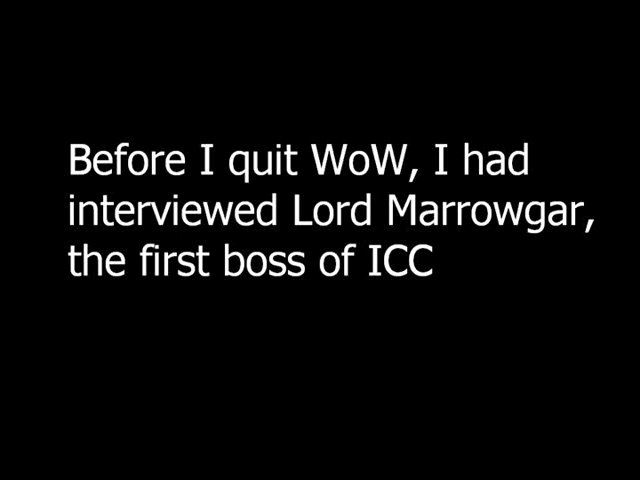 Before I quit WoW, I had
interviewed Lord Marrowgar,
the first boss of ICC